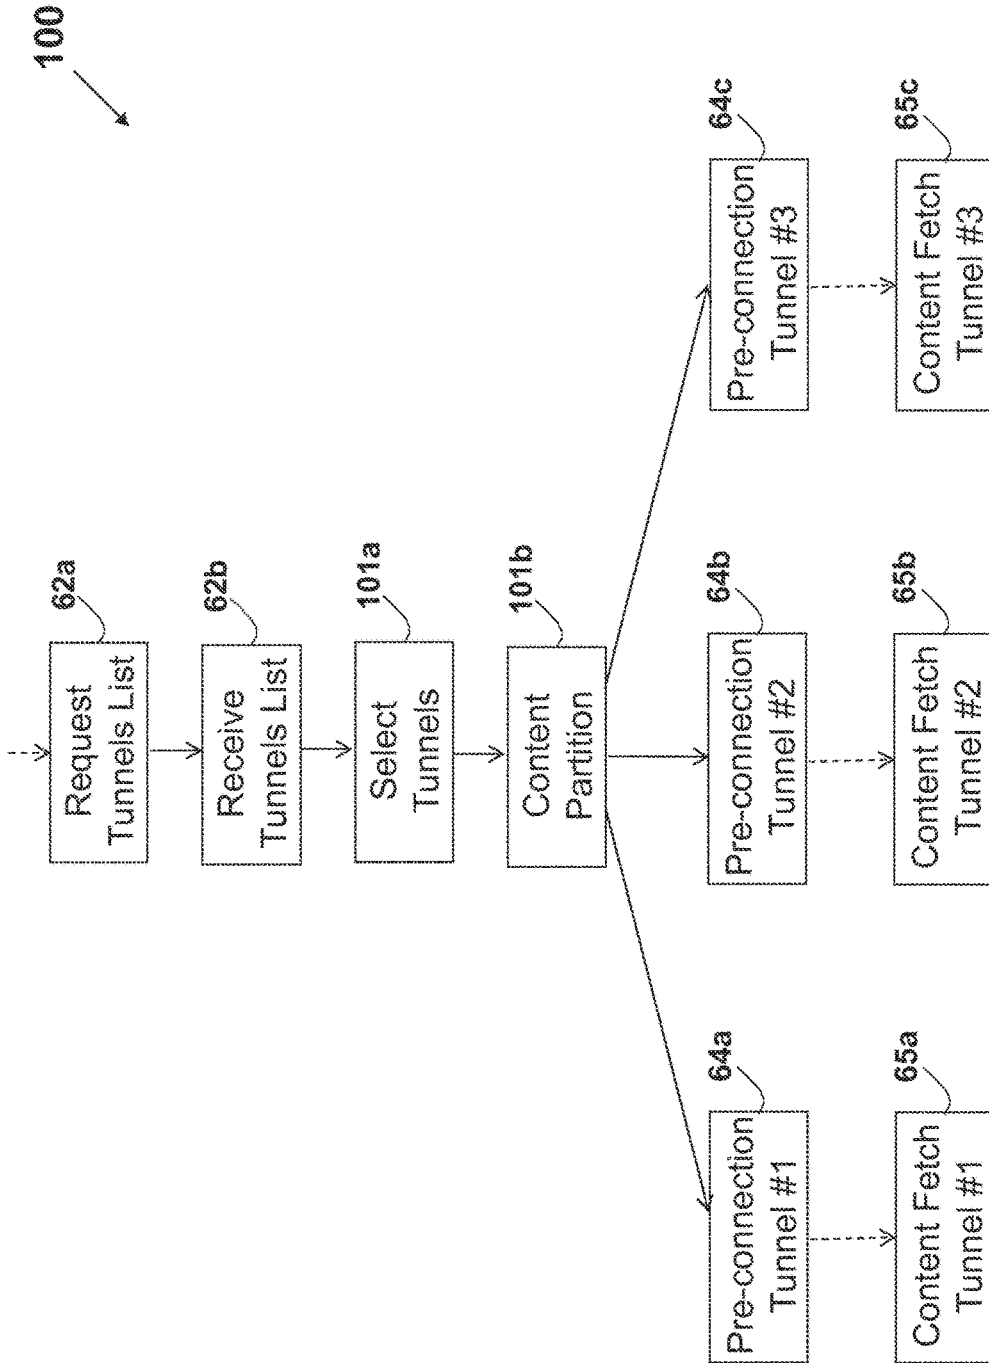 100
62a
Request
Tunnels List
62b
Receive
Tunnels List
101a
Select
Tunnels
101b
Content
Partition
64a
Pre-connection
Tunnel #1
64b
Pre-connection
Tunnel #2
64c
Pre-connection
Tunnel #3
65a
Content Fetch
Tunnel #1
65b
Content Fetch
Tunnel #2
65c
Content Fetch
Tunnel #3